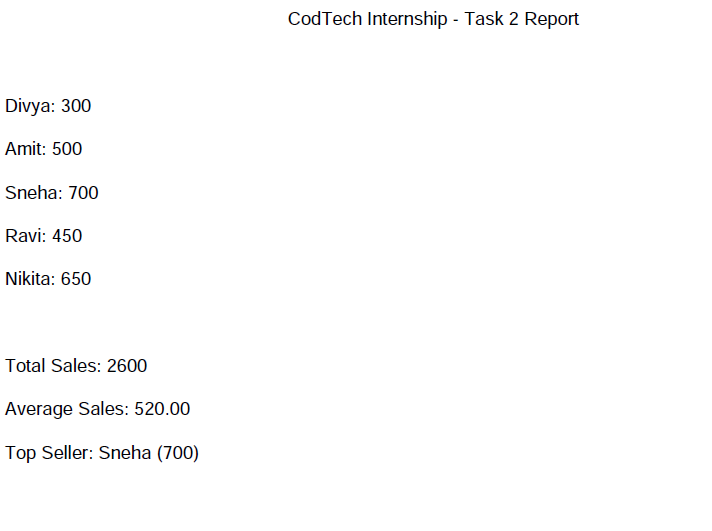 CodTech Internship - Task 2 Report
Divya: 300
Amit: 500
Sneha: 700
Ravi: 450
Nikita: 650
Total Sales: 2600
Average Sales: 520.00
Top Seller: Sneha (700)